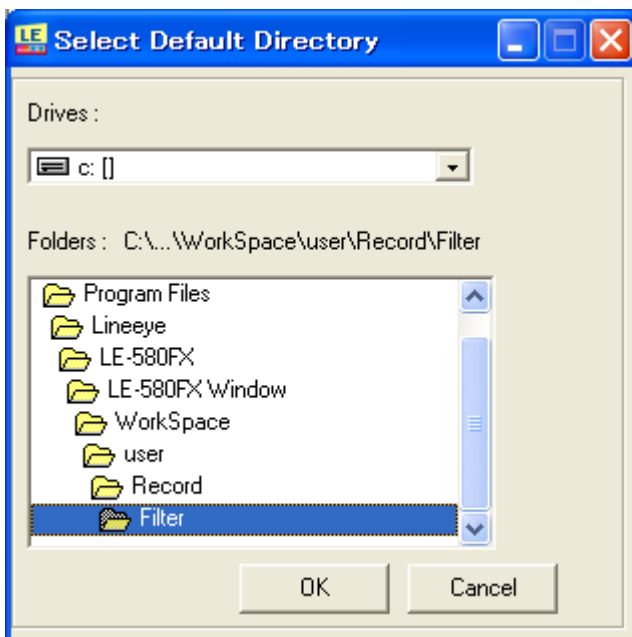 LE Select Default Directory
Drives :
c: []
Folders : C:\...\WorkSpace\user\Record\Filter
Program Files
Lineeye
LE-580FX
LE-580FX Window
WorkSpace
user
Record
Filter
OK Cancel